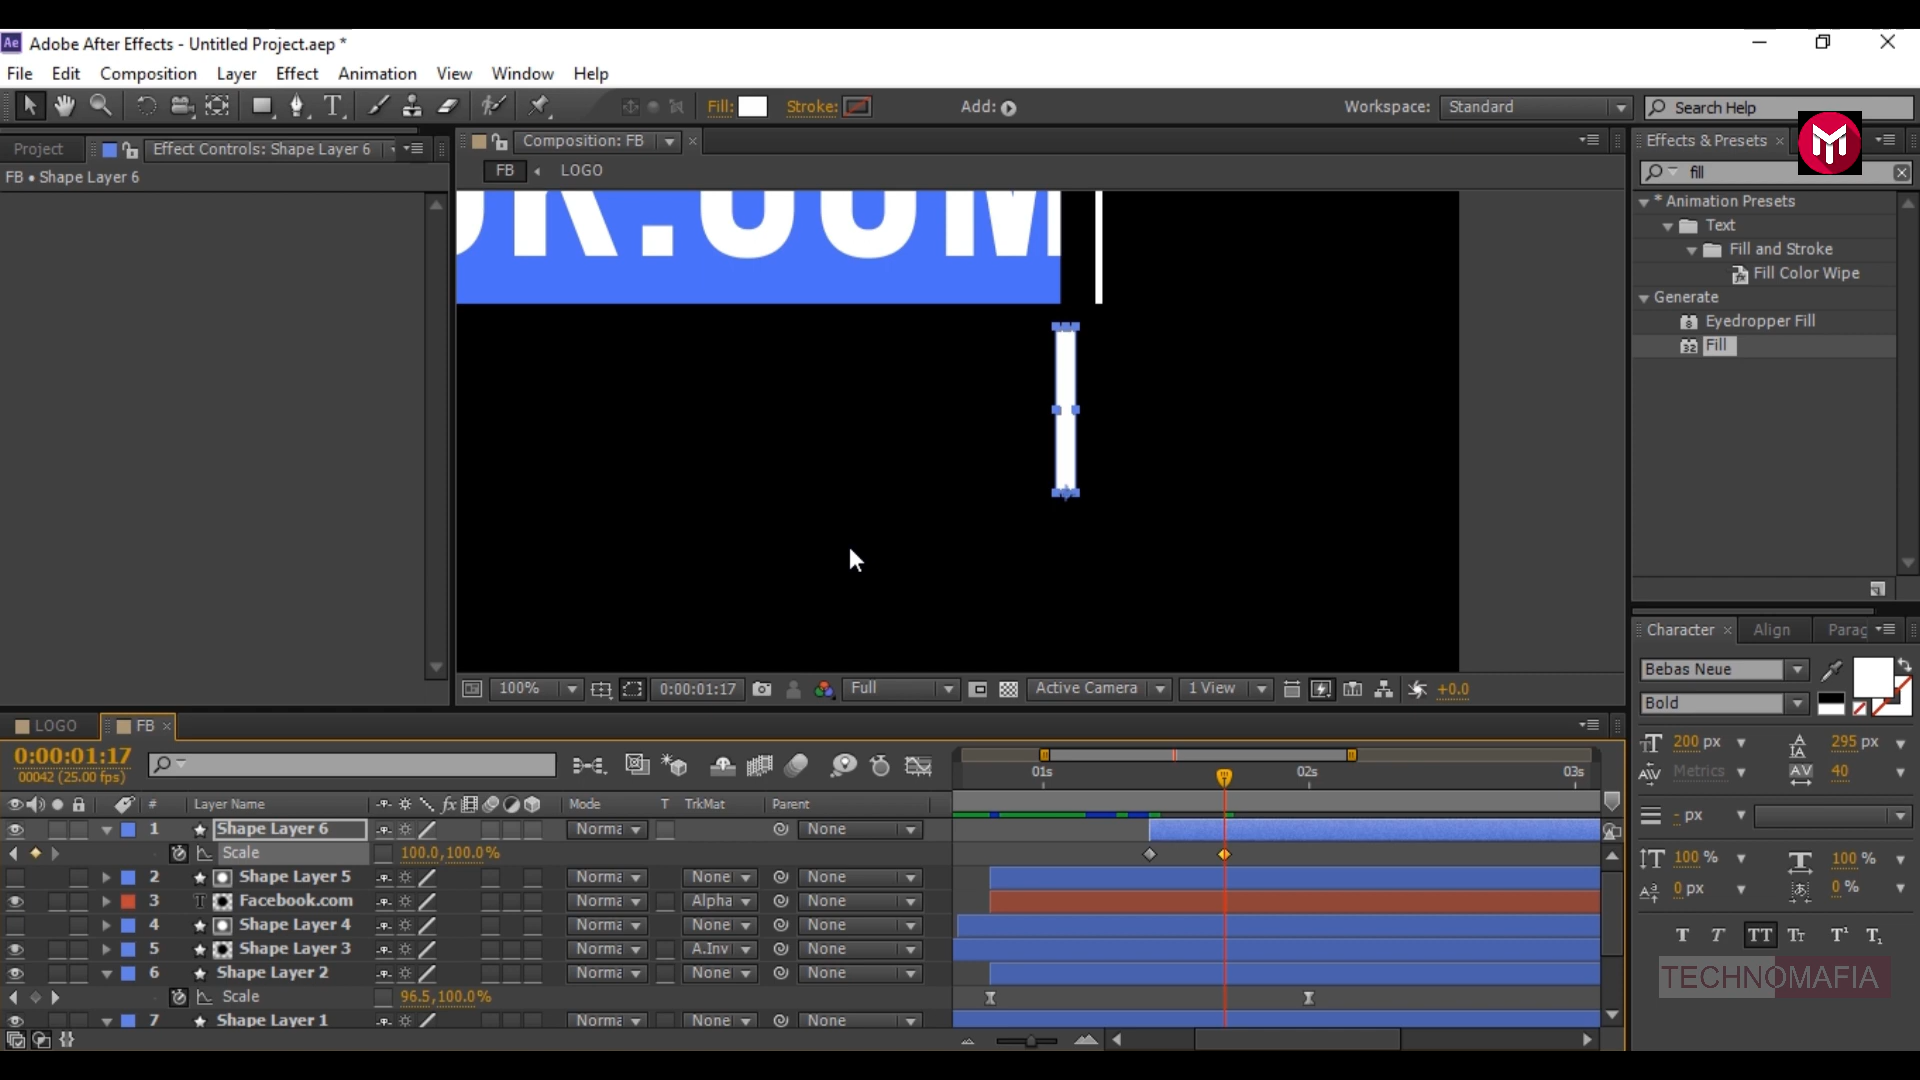 Ae Adobe After Effects - Untitled Project.aep *
File Edit Composition Layer Effect Animation View Window Help
Fill: Stroke: Add: Workspace: Standard Search Help
Project Effect Controls: Shape Layer 6 Composition: FB Effects & Presets
FB • Shape Layer 6 FB LOGO fill
OK.COM
* Animation Presets
Text
Fill and Stroke
Fill Color Wipe
Generate
Eyedropper Fill
32 Fill
Character Align Parag
Bebas Neue
Bold
100% 0:00:01:17 Full Active Camera 1 View +0.0
LOGO FB
0:00:01:17
00042 (25.00 fps)
01s 02s 03s
200 px 295 px
Metrics 40
- px
100 % 100 %
0 px 0 %
T T TT Tr T¹ T₁
# Layer Name fx Mode T TrkMat Parent
1 Shape Layer 6 Norma None
Scale 100.0,100.0%
2 Shape Layer 5 Norma None None
3 T Facebook.com Norma Alpha None
4 Shape Layer 4 Norma None None
5 Shape Layer 3 Norma A.Inv None
6 Shape Layer 2 Norma None None
Scale 96.5,100.0%
7 Shape Layer 1 Norma None None
TECHNOMAFIA